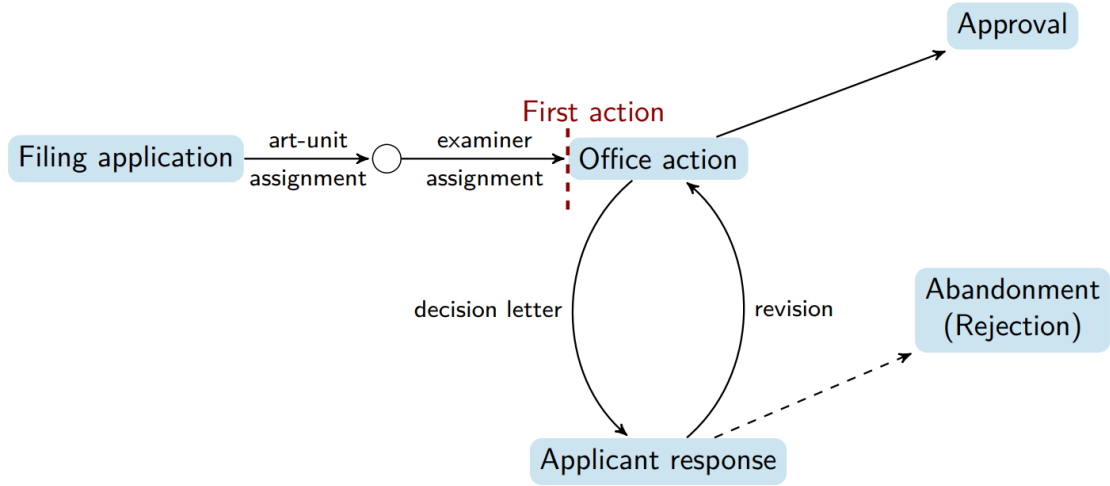 Approval
First action
Filing application
art-unit
assignment
examiner
assignment
Office action
decision letter
revision
Abandonment
(Rejection)
Applicant response